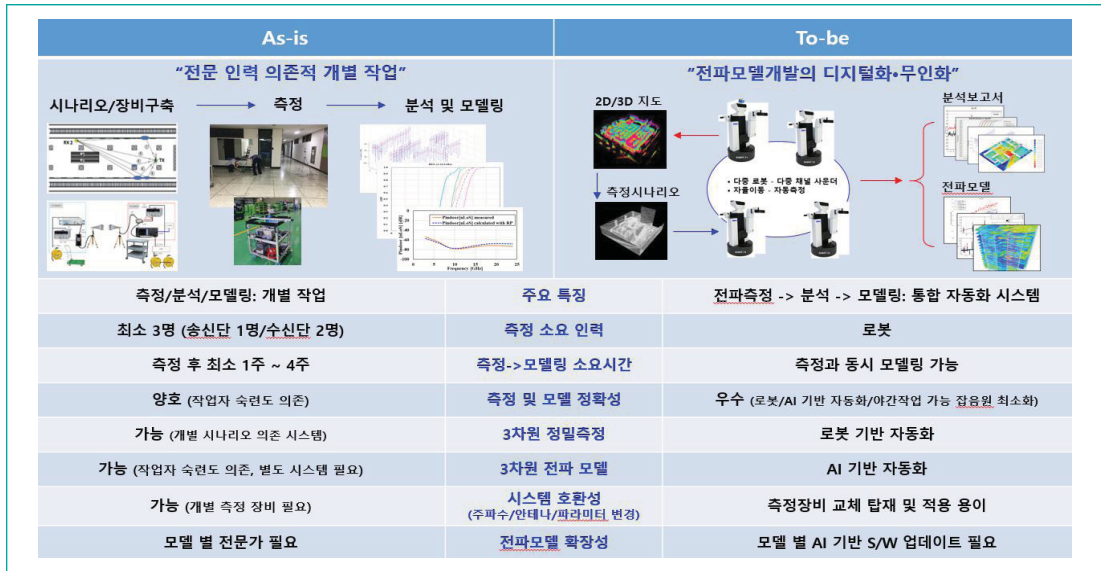 As-is
To-be
“전문 인력 의존적 개별 작업”
“전파모델개발의 디지털화•무인화”
시나리오/장비구축
측정
분석 및 모델링
2D/3D 지도
분석보고서
• 다중 로봇 - 다중 채널 사운더
• 자율이동 - 자동측정
측정시나리오
전파모델
RX 2
TX
Pindoor[nLoS] measured
Pindoor[nLoS] calculated with RP
Frequency [GHz]
측정/분석/모델링: 개별 작업
주요 특징
전파측정 -> 분석 -> 모델링: 통합 자동화 시스템
최소 3명 (송신단 1명/수신단 2명)
측정 소요 인력
로봇
측정 후 최소 1주 ~ 4주
측정->모델링 소요시간
측정과 동시 모델링 가능
양호 (작업자 숙련도 의존)
측정 및 모델 정확성
우수 (로봇/AI 기반 자동화/야간작업 가능 잡음원 최소화)
가능 (개별 시나리오 의존 시스템)
3차원 정밀측정
로봇 기반 자동화
가능 (작업자 숙련도 의존, 별도 시스템 필요)
3차원 전파 모델
AI 기반 자동화
가능 (개별 측정 장비 필요)
시스템 호환성
(주파수/안테나/파라미터 변경)
측정장비 교체 탑재 및 적용 용이
모델 별 전문가 필요
전파모델 확장성
모델 별 AI 기반 S/W 업데이트 필요